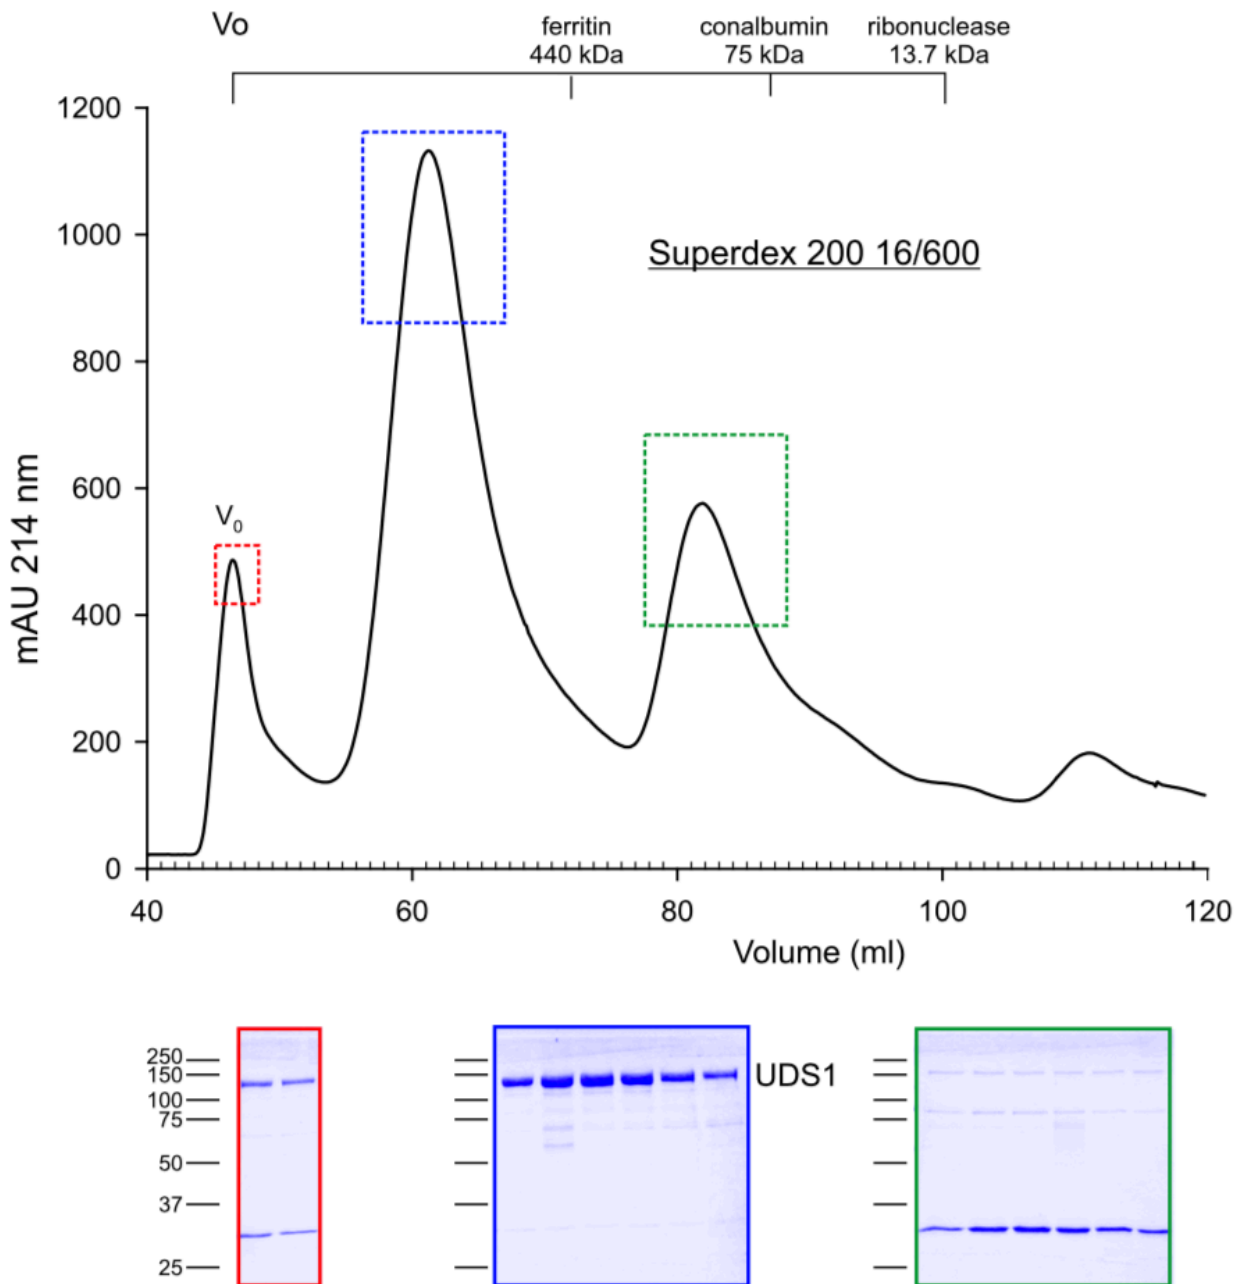 Vo
ferritin
440 kDa
conalbumin
75 kDa
ribonuclease
13.7 kDa
1200
1000
800
600
400
200
0
mAU 214 nm
Superdex 200 16/600
V0
40
60
80
100
120
Volume (ml)
250
150
100
75
50
37
25
UDS1